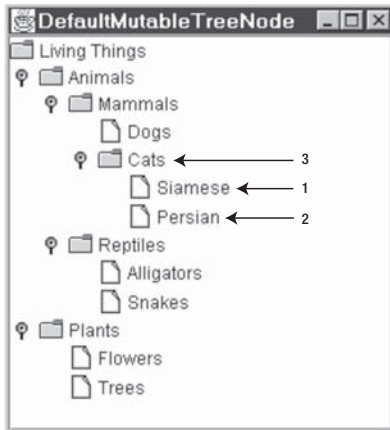 DefaultMutableTreeNode
Living Things
Animals
Mammals
Dogs
Cats 3
Siamese 1
Persian 2
Reptiles
Alligators
Snakes
Plants
Flowers
Trees